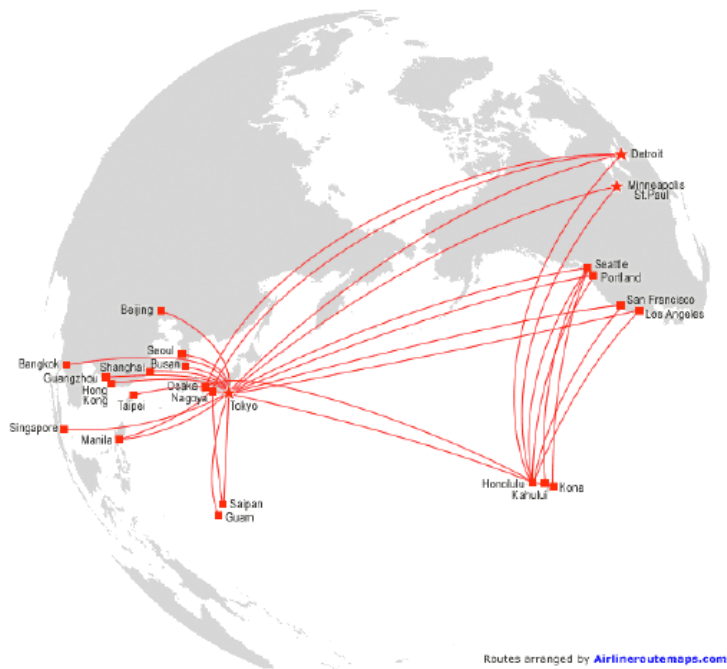 Detroit
Minneapolis
St.Paul
Seattle
Portland
San Francisco
Los Angeles
Beijing
Seoul
Bangkok
Shanghai
Busan
Guangzhou
Hong
Kong
Osaka
Nagoya
Tokyo
Taipei
Singapore
Manila
Honolulu
Kahului
Kona
Saipan
Guam
Routes arranged by Airlineroutemaps.com